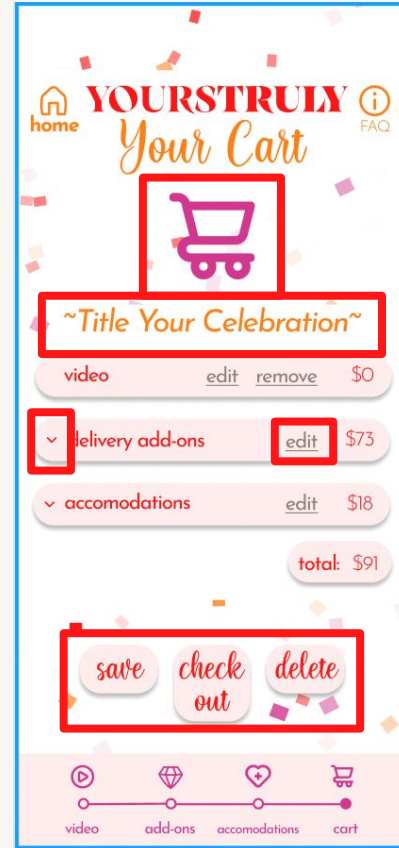 YOURSTRULY
home
FAQ
Your Cart
~Title Your Celebration~
video edit remove $0
delivery add-ons edit $73
accomodations edit $18
total: $91
save check out delete
video add-ons accomodations cart